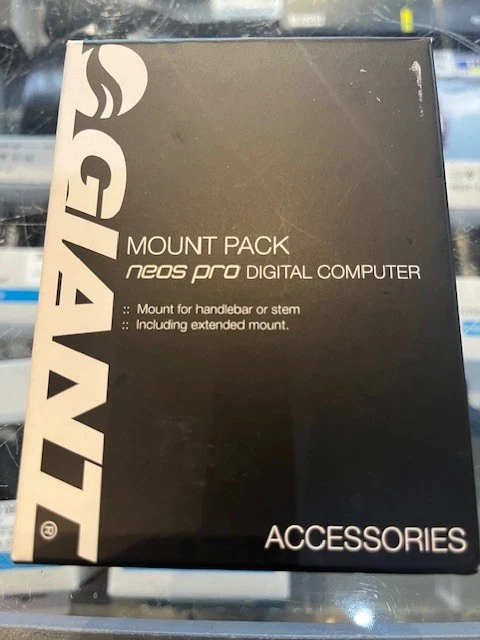 GIANT®
MOUNT PACK
neos pro DIGITAL COMPUTER
:: Mount for handlebar or stem
:: Including extended mount.
ACCESSORIES